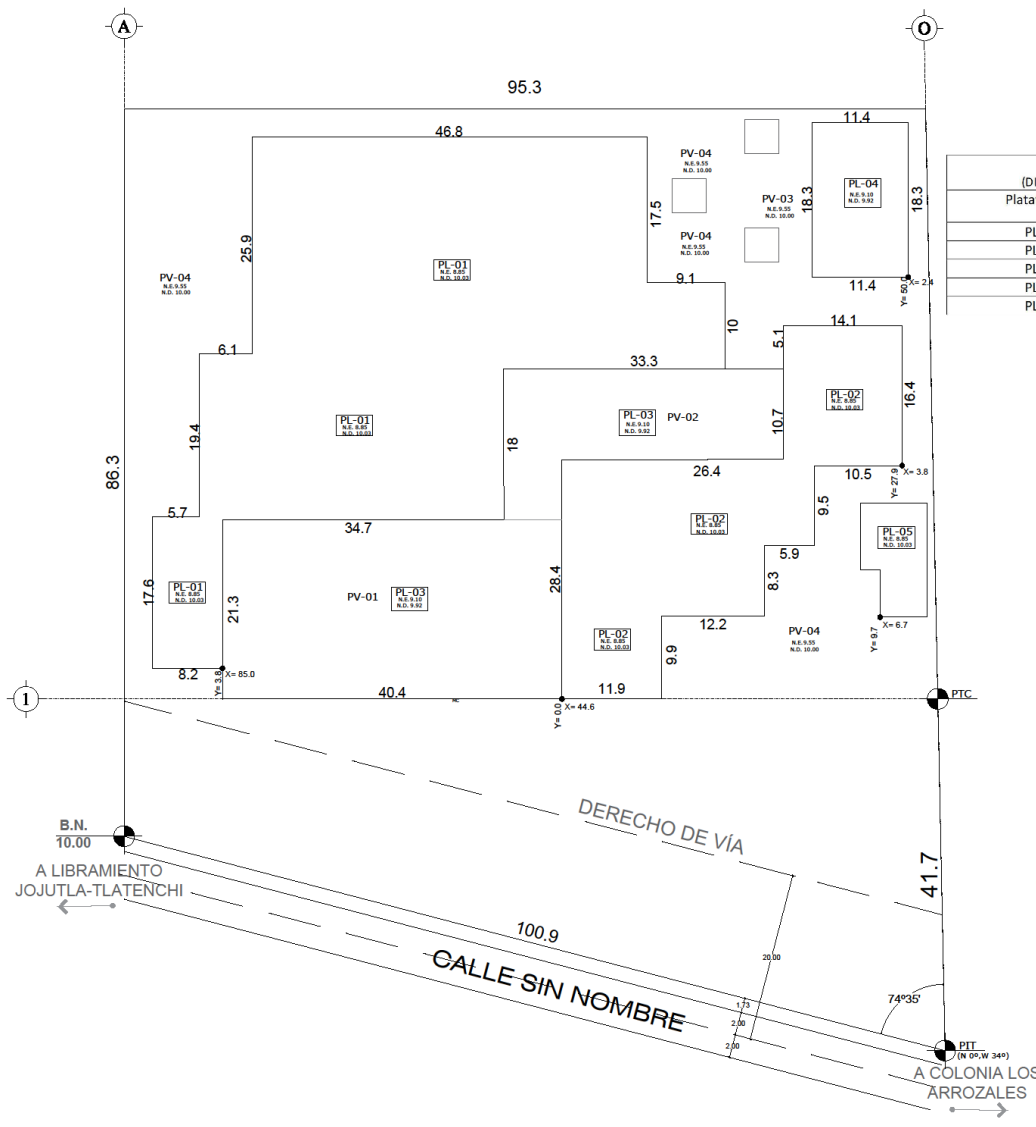 A
O
95.3
46.8
11.4
PV-04
N.E.9.55
N.D. 10.00
PL-04
N.E.9.10
N.D. 9.92
18.3
18.3
PV-03
N.E.9.55
N.D. 10.00
17.5
25.9
PV-04
N.E.9.55
N.D. 10.00
PL-01
N.E. 8.85
N.D. 10.03
PV-04
N.E.9.55
N.D. 10.00
9.1
11.4
X= 2.4
Y= 50.0
(DE
Plata
PL
PL
PL
PL
PL
10
14.1
5.1
6.1
33.3
PL-02
N.E. 8.85
N.D. 10.03
16.4
PL-01
N.E. 8.85
N.D. 10.03
PL-03
N.E.9.10
N.D. 9.92
PV-02
10.7
19.4
18
86.3
26.4
10.5
X= 3.8
Y= 27.9
5.7
34.7
PL-02
N.E. 8.85
N.D. 10.03
9.5
PL-05
N.E. 8.85
N.D. 10.03
5.9
28.4
8.3
17.6
PL-01
N.E. 8.85
N.D. 10.03
21.3
PV-01
PL-03
N.E.9.10
N.D. 9.92
12.2
X= 6.7
Y= 9.7
PL-02
N.E. 8.85
N.D. 10.03
PV-04
N.E.9.55
N.D. 10.00
9.9
8.2
X= 85.0
Y= 3.8
1
40.4
11.9
X= 44.6
Y= 0.0
PTC
DERECHO DE VÍA
B.N.
10.00
A LIBRAMIENTO
JOJUTLA-TLATENCHI
41.7
100.9
CALLE SIN NOMBRE
20.00
1.73
2.00
2.00
74º35'
PIT
(N 0º,W 34º)
A COLONIA LOS
ARROZALES